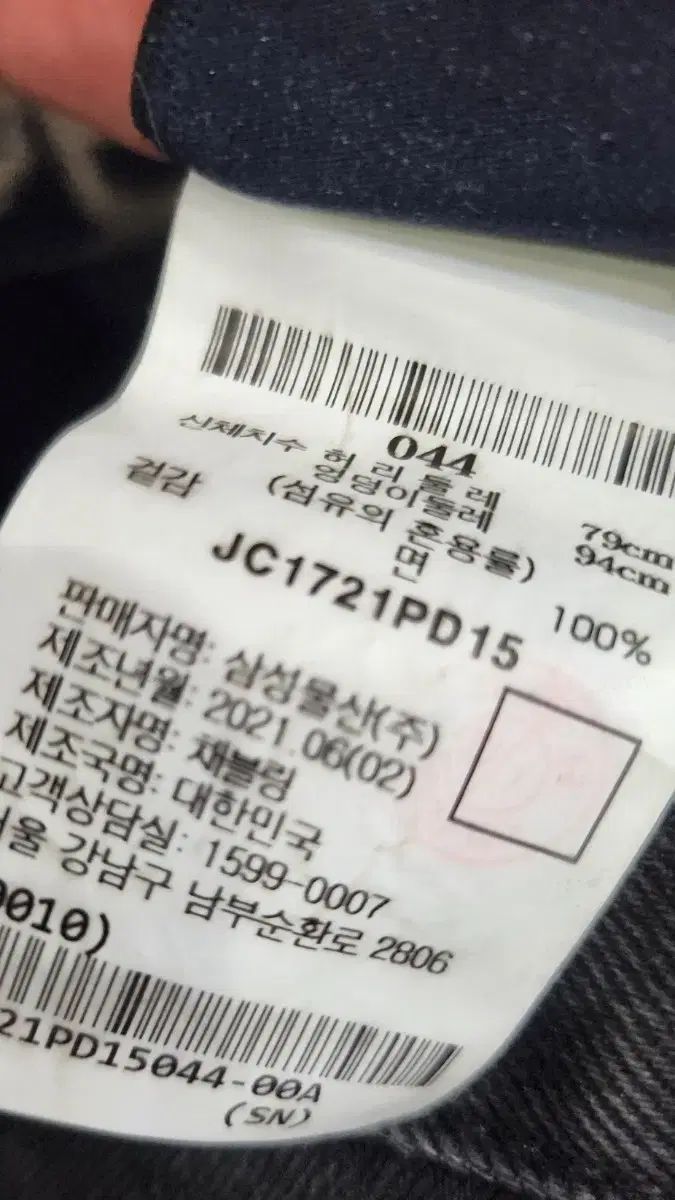 044
신체치수 허리둘레 79cm
엉덩이둘레 94cm
(섬유의 혼용률)
겉감 면 100%
JC1721PD15
판매자명: 삼성물산(주)
제조년월: 2021.06(02)
제조자명: 재블링
제조국명: 대한민국
고객상담실: 1599-0007
서울 강남구 남부순환로 2806
0010)
21PD15044-00A
(SN)